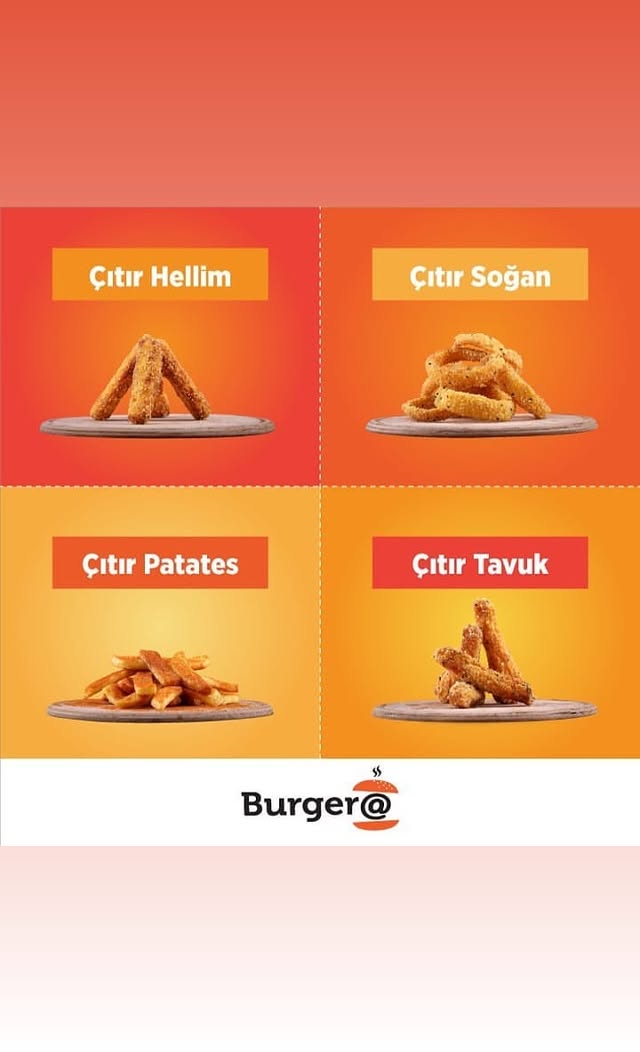 Çıtır Hellim
Çıtır Soğan
Çıtır Patates
Çıtır Tavuk
Burger@